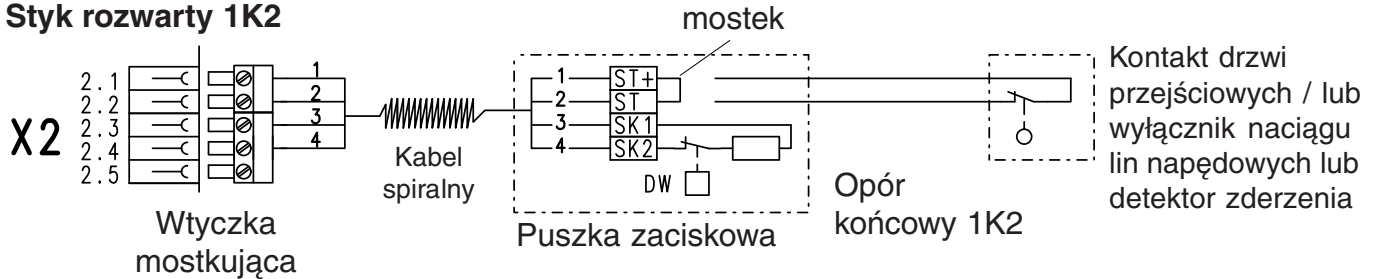 Styk rozwarty 1K2
mostek
X2
2.1
2.2
2.3
2.4
2.5
1
2
3
4
Wtyczka
mostkująca
Kabel
spiralny
1
2
3
4
ST+
ST
SK1
SK2
DW
Puszka zaciskowa
Opór
końcowy 1K2
Kontakt drzwi
przejściowych / lub
wyłącznik naciągu
lin napędowych lub
detektor zderzenia